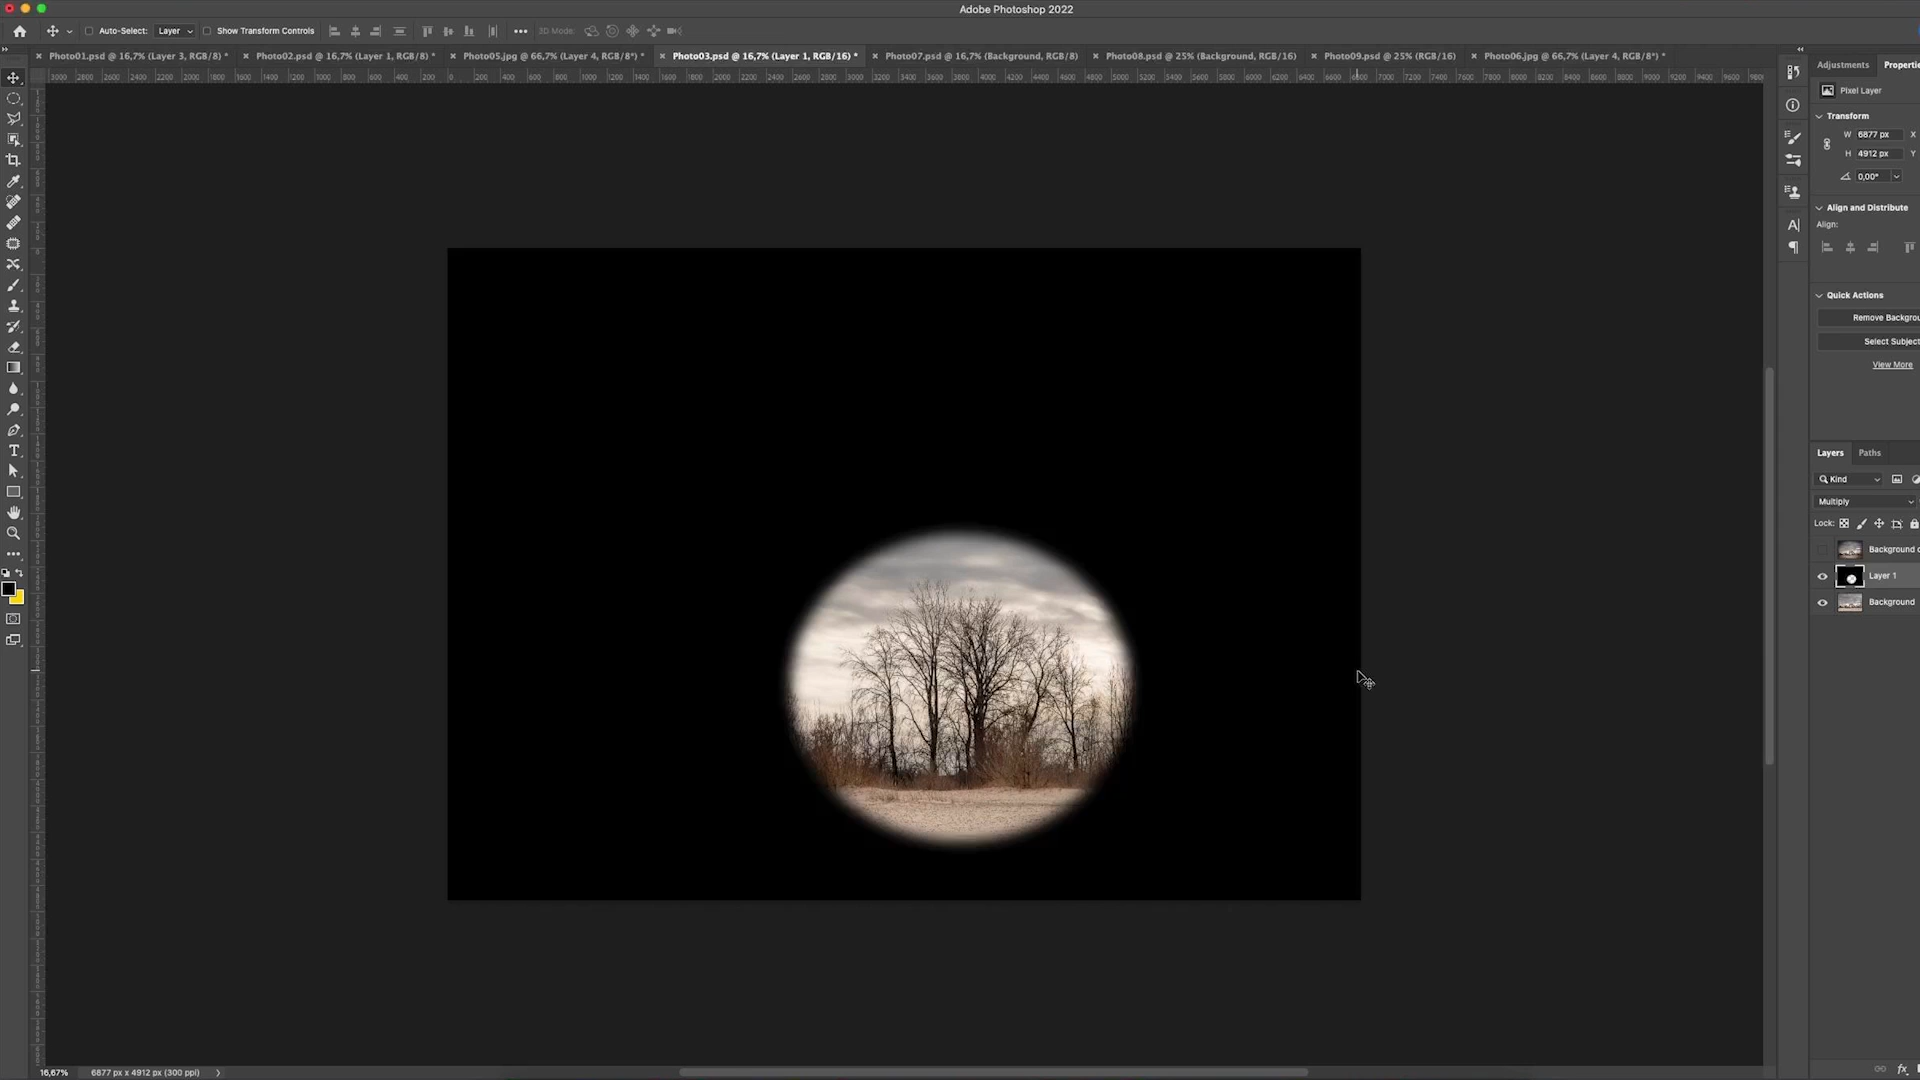 Adobe Photoshop 2022
Auto-Select: Layer Show Transform Controls 3D Mode:
Photo01.psd @ 16,7% (Layer 3, RGB/8) * Photo02.psd @ 16,7% (Layer 1, RGB/8) * Photo05.jpg @ 66,7% (Layer 4, RGB/8*) * Photo03.psd @ 16,7% (Layer 1, RGB/16) * Photo07.psd @ 16,7% (Background, RGB/8) Photo08.psd @ 25% (Background, RGB/16) Photo09.psd @ 25% (RGB/16) Photo06.jpg @ 66,7% (Layer 4, RGB/8*) *
Adjustments Propertie
Pixel Layer
Transform
W 6877 px X
H 4912 px Y
0,00°
Align and Distribute
Align:
Quick Actions
Remove Backgrou
Select Subject
View More
Layers Paths
Kind
Multiply
Lock:
Background c
Layer 1
Background
16,67% 6877 px x 4912 px (300 ppi)
fx